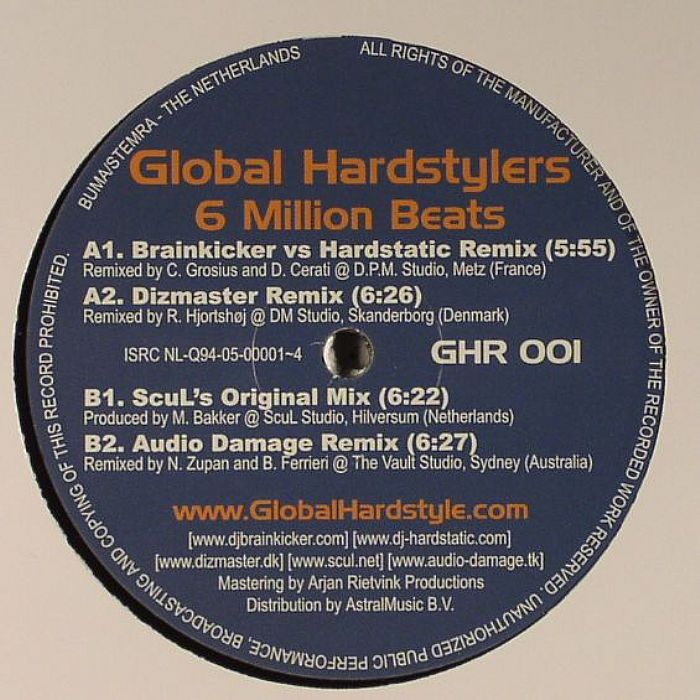 BUMA/STEMRA - THE NETHERLANDS
ALL RIGHTS OF THE MANUFACTURER AND OF THE OWNER OF THE RECORDED WORK RESERVED. UNAUTHORIZED PUBLIC PERFORMANCE, BROADCASTING AND COPYING OF THIS RECORD PROHIBITED.
Global Hardstylers
6 Million Beats
A1. Brainkicker vs Hardstatic Remix (5:55)
Remixed by C. Grosius and D. Cerati @ D.P.M. Studio, Metz (France)
A2. Dizmaster Remix (6:26)
Remixed by R. Hjortshøj @ DM Studio, Skanderborg (Denmark)
ISRC NL-Q94-05-00001~4
GHR 001
B1. ScuL's Original Mix (6:22)
Produced by M. Bakker @ ScuL Studio, Hilversum (Netherlands)
B2. Audio Damage Remix (6:27)
Remixed by N. Zupan and B. Ferrieri @ The Vault Studio, Sydney (Australia)
www.GlobalHardstyle.com
[www.djbrainkicker.com] [www.dj-hardstatic.com]
[www.dizmaster.dk] [www.scul.net] [www.audio-damage.tk]
Mastering by Arjan Rietvink Productions
Distribution by AstralMusic B.V.